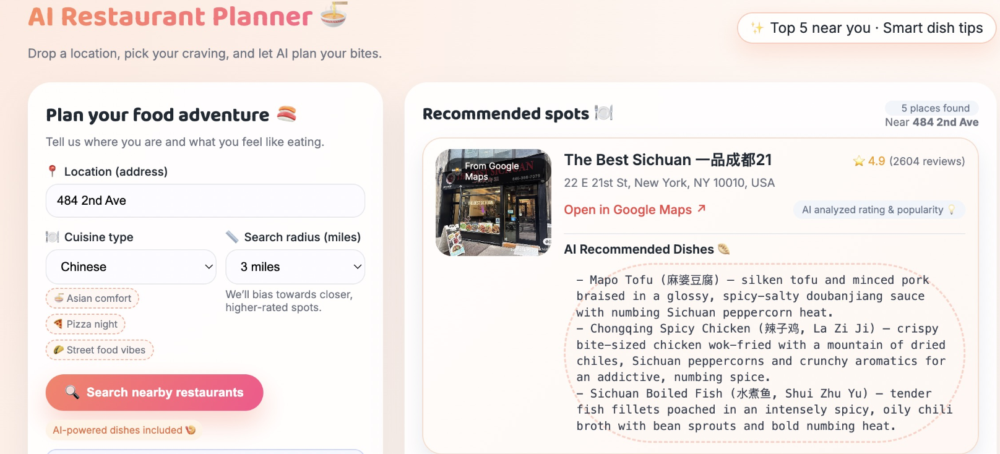 AI Restaurant Planner 🍜
✨ Top 5 near you · Smart dish tips
Drop a location, pick your craving, and let AI plan your bites.
Plan your food adventure 🍣
Tell us where you are and what you feel like eating.
📍 Location (address)
484 2nd Ave
🍽️ Cuisine type
📏 Search radius (miles)
Chinese
3 miles
🍜 Asian comfort
🍕 Pizza night
🌮 Street food vibes
We'll bias towards closer,
higher-rated spots.
🔍 Search nearby restaurants
AI-powered dishes included 🍤
Recommended spots 🍽️
5 places found
Near 484 2nd Ave
From Google
Maps
THE BEST SICHUAN
646-366-7079
The Best Sichuan 一品成都21
⭐ 4.9 (2604 reviews)
22 E 21st St, New York, NY 10010, USA
Open in Google Maps ↗
AI analyzed rating & popularity 💡
AI Recommended Dishes 🥟
– Mapo Tofu (麻婆豆腐) — silken tofu and minced pork
braised in a glossy, spicy-salty doubanjiang sauce
with numbing Sichuan peppercorn heat.
– Chongqing Spicy Chicken (辣子鸡, La Zi Ji) — crispy
bite-sized chicken wok-fried with a mountain of dried
chiles, Sichuan peppercorns and crunchy aromatics for
an addictive, numbing spice.
– Sichuan Boiled Fish (水煮鱼, Shui Zhu Yu) — tender
fish fillets poached in an intensely spicy, oily chili
broth with bean sprouts and bold numbing heat.